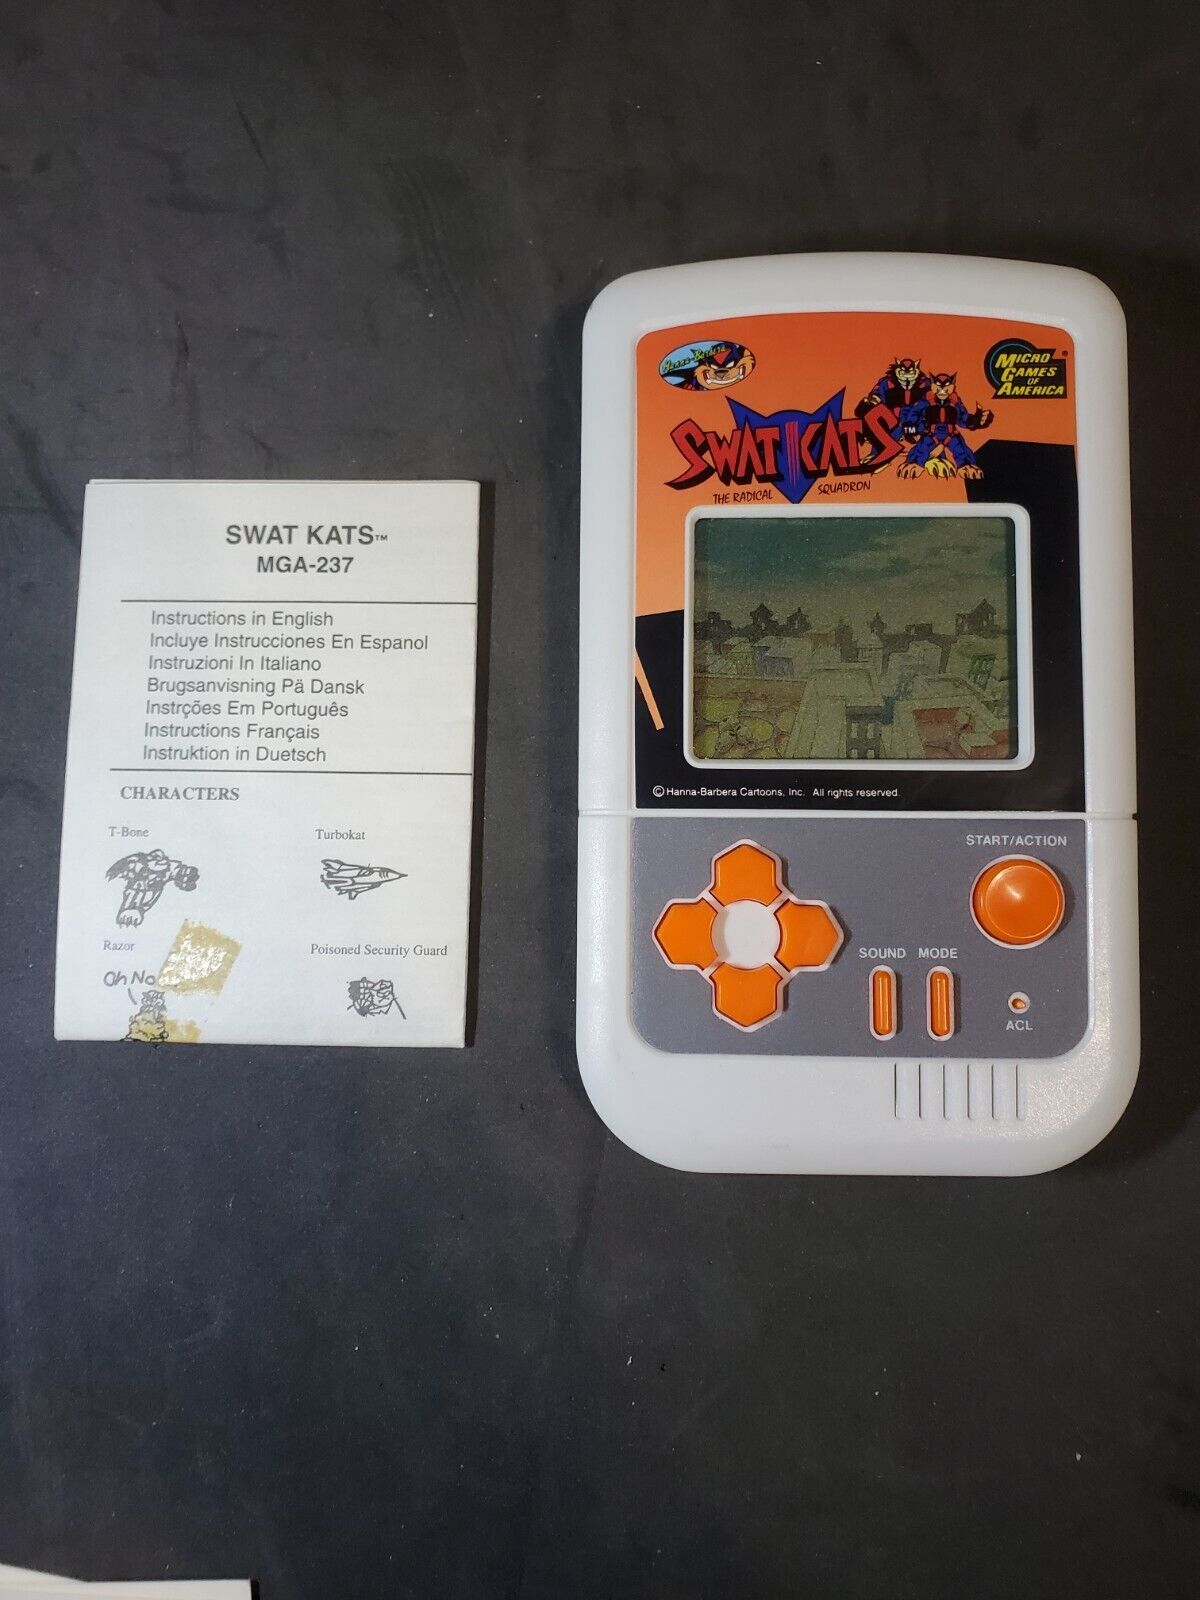 SWAT KATS™
MGA-237
Instructions in English
Incluye Instrucciones En Espanol
Instruzioni In Italiano
Brugsanvisning Pä Dansk
Instrções Em Português
Instructions Français
Instruktion in Duetsch
CHARACTERS
T-Bone
Turbokat
Razor
Poisoned Security Guard
Oh No
Hanna-Barbera
MICRO
GAMES
OF
AMERICA®
SWAT KATS™
THE RADICAL SQUADRON
© Hanna-Barbera Cartoons, Inc. All rights reserved.
START/ACTION
SOUND MODE
ACL